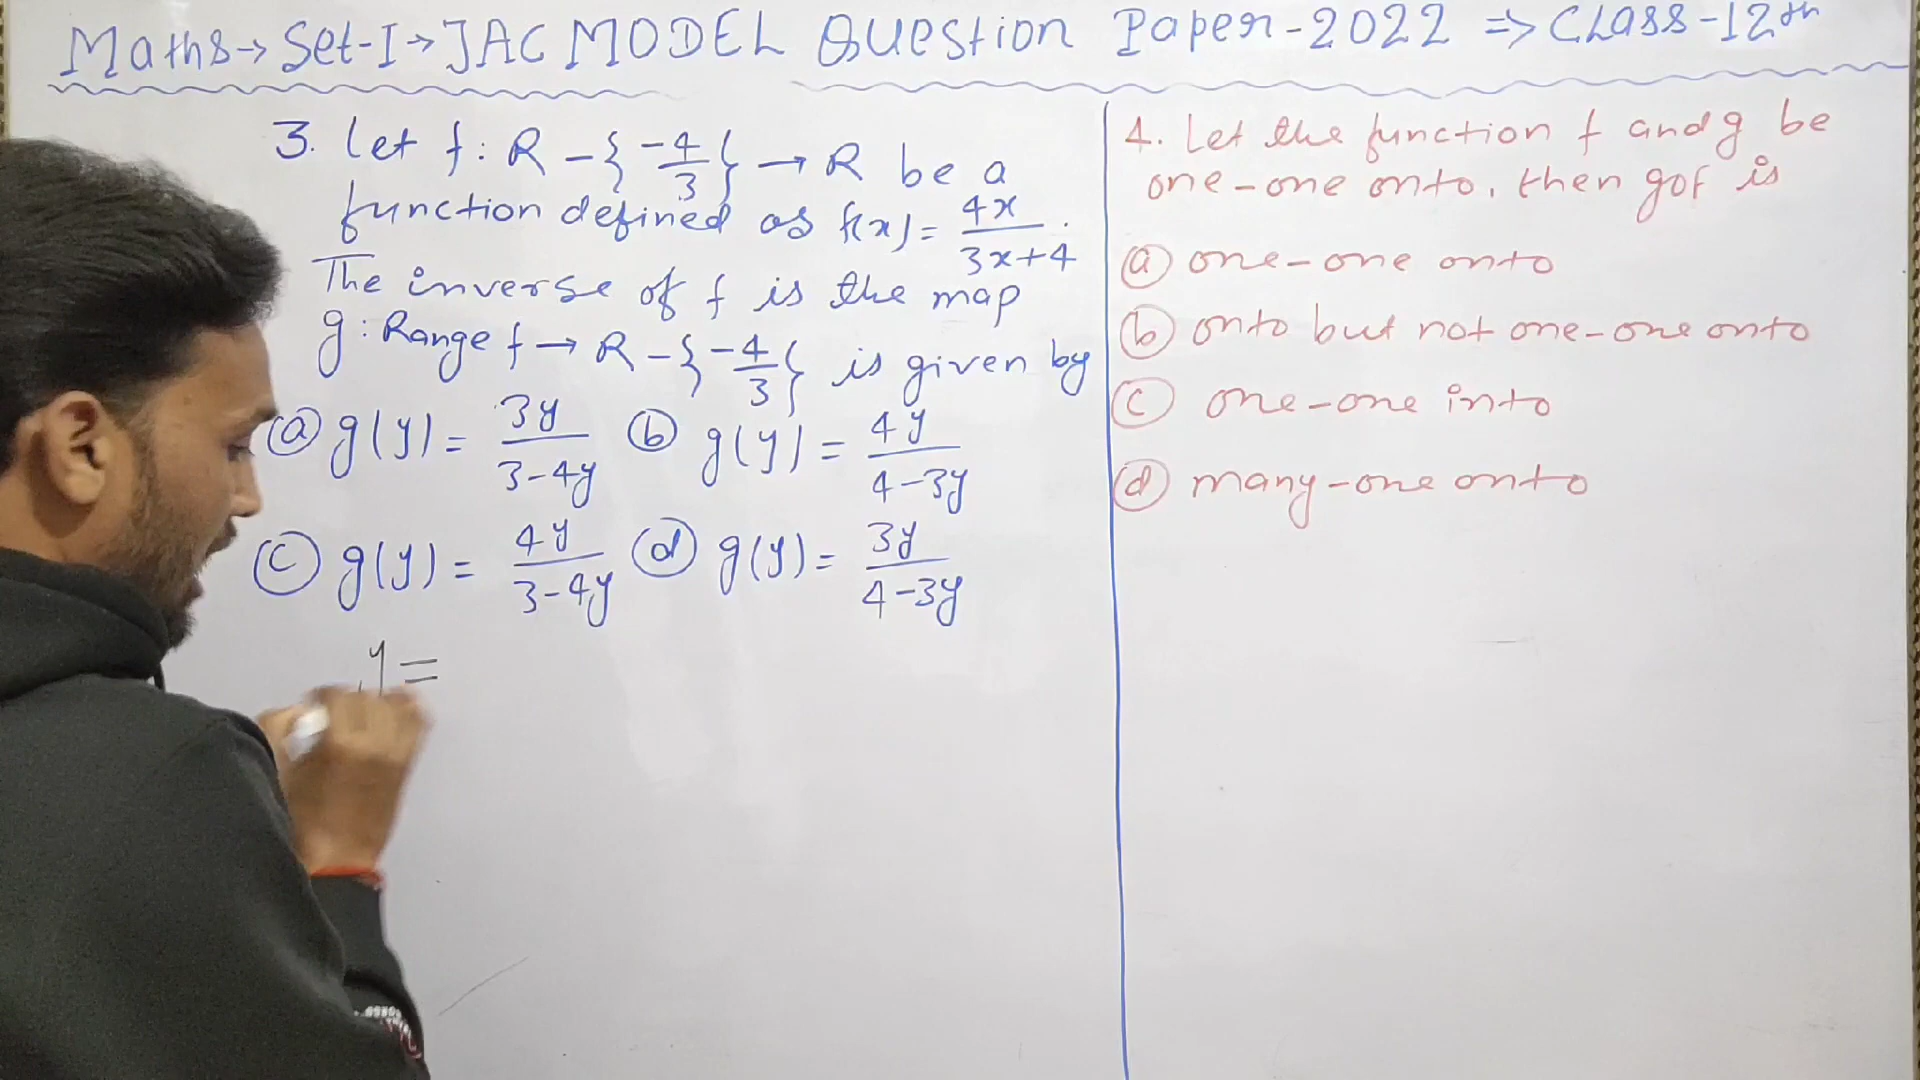 Maths → Set-I → JAC MODEL Question Paper-2022 ⇒ Class-12th
3. Let f: R - {-4/3} → R be a
function defined as f(x) = 4x/3x+4.
The inverse of f is the map
g: Range f → R - {-4/3} is given by
(a) g(y) = 3y/3-4y (b) g(y) = 4y/4-3y
(c) g(y) = 4y/3-4y (d) g(y) = 3y/4-3y
y =
4. Let the function f and g be
one-one onto, then gof is
(a) one-one onto
(b) onto but not one-one onto
(c) one-one into
(d) many-one onto